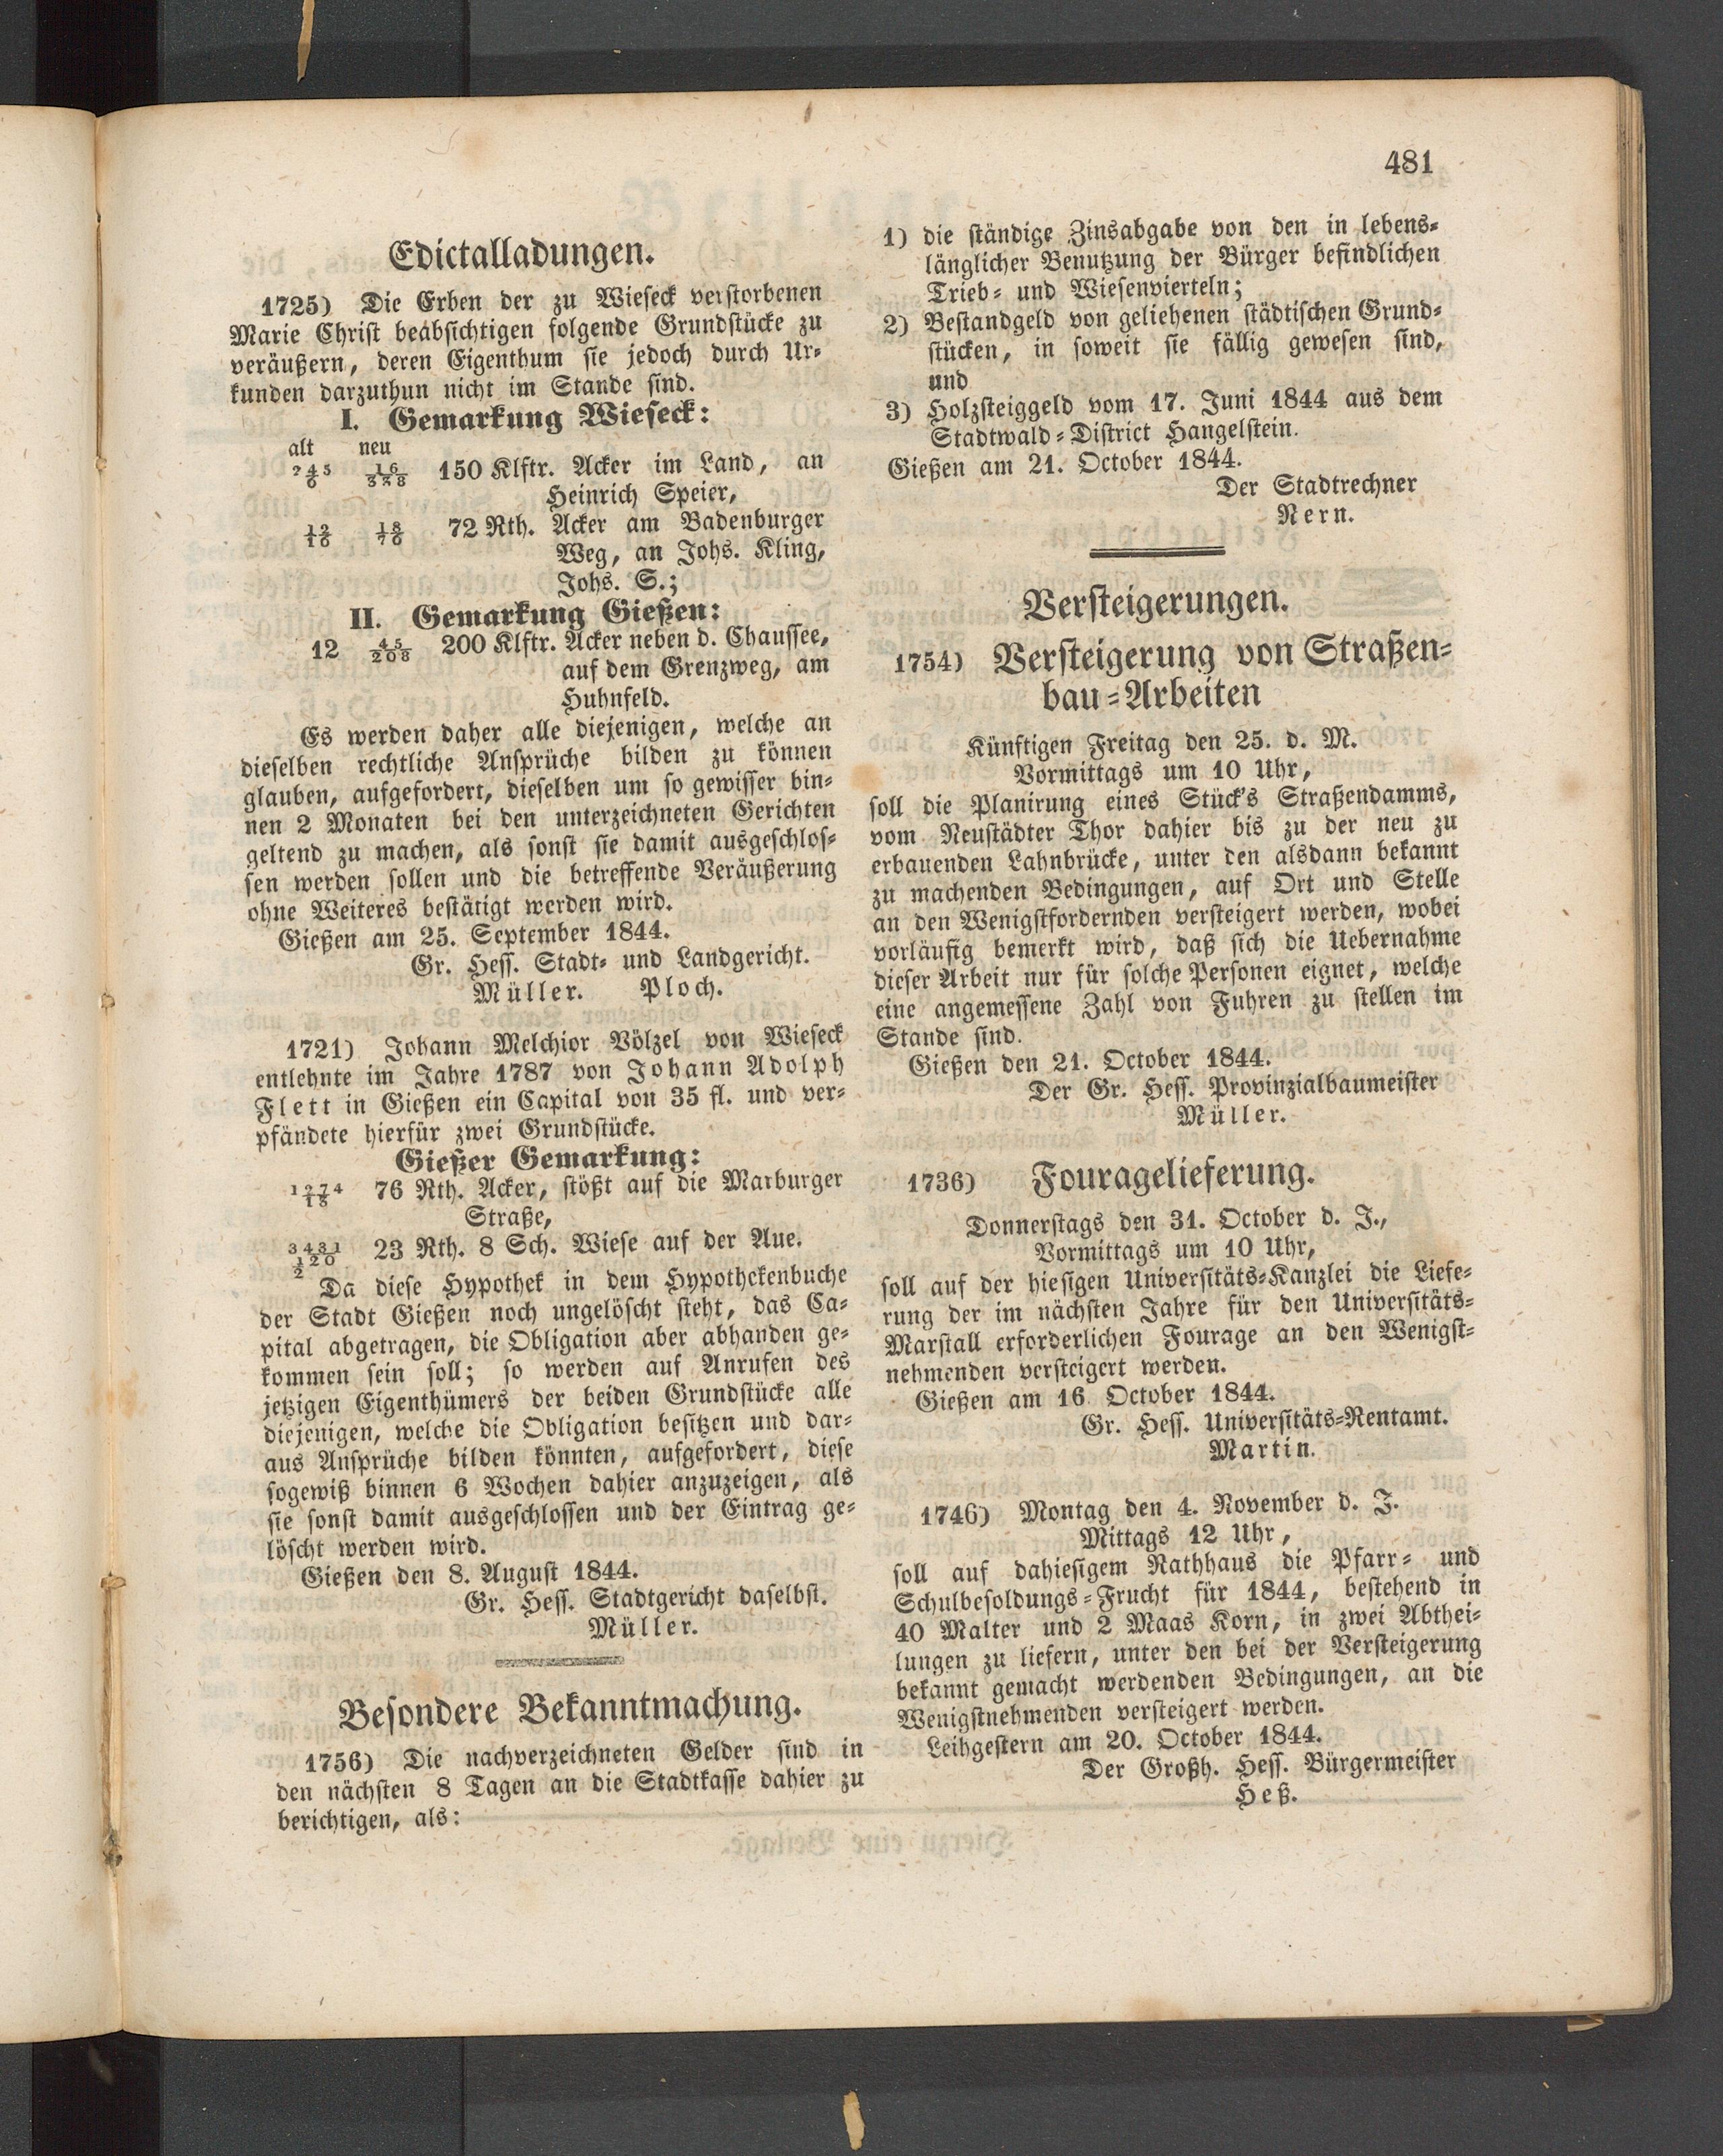 481
Edictalladungen.
1725) Die Erben der zu Wieseck verstorbenen
Marie Christ beabsichtigen folgende Grundstücke zu
veräußern, deren Eigenthum sie jedoch durch Ur-
kunden darzuthun nicht im Stande sind.
I. Gemarkung Wieseck:
alt neu
150 Klftr. Acker im Land, an
Heinrich Speier,
72 Rth. Acker am Badenburger
Weg, an Johs. Kling,
Johs. S.;
II. Gemarkung Gießen:
12 45/208 200 Klftr. Acker neben d. Chaussee,
auf dem Grenzweg, am
Huhnfeld.
Es werden daher alle diejenigen, welche an
dieselben rechtliche Ansprüche bilden zu können
glauben, aufgefordert, dieselben um so gewisser bin-
nen 2 Monaten bei den unterzeichneten Gerichten
geltend zu machen, als sonst sie damit ausgeschlos-
sen werden sollen und die betreffende Veräußerung
ohne Weiteres bestätigt werden wird.
Gießen am 25. September 1844.
Gr. Hess. Stadt- und Landgericht.
Müller. Ploch.
1721) Johann Melchior Völzel von Wieseck
entlehnte im Jahre 1787 von Johann Adolph
Flett in Gießen ein Capital von 35 fl. und ver-
pfändete hierfür zwei Grundstücke.
Gießer Gemarkung:
76 Rth. Acker, stößt auf die Marburger
Straße,
23 Rth. 8 Sch. Wiese auf der Aue.
Da diese Hypothek in dem Hypothekenbuche
der Stadt Gießen noch ungelöscht steht, das Ca-
pital abgetragen, die Obligation aber abhanden ge-
kommen sein soll; so werden auf Anrufen des
jetzigen Eigenthümers der beiden Grundstücke alle
diejenigen, welche die Obligation besitzen und dar-
aus Ansprüche bilden könnten, aufgefordert, diese
sogewiß binnen 6 Wochen dahier anzuzeigen, als
sie sonst damit ausgeschlossen und der Eintrag ge-
löscht werden wird.
Gießen den 8. August 1844.
Gr. Hess. Stadtgericht daselbst.
Müller.
Besondere Bekanntmachung.
1756) Die nachverzeichneten Gelder sind in
den nächsten 8 Tagen an die Stadtkasse dahier zu
berichtigen, als:
1) die ständige Zinsabgabe von den in lebens-
länglicher Benutzung der Bürger befindlichen
Trieb- und Wiesenvierteln;
2) Bestandgeld von geliehenen städtischen Grund-
stücken, in soweit sie fällig gewesen sind,
und
3) Holzsteiggeld vom 17. Juni 1844 aus dem
Stadtwald-District Hangelstein.
Gießen am 21. October 1844.
Der Stadtrechner
Nern.
Versteigerungen.
1754) Versteigerung von Straßen-
bau-Arbeiten
Künftigen Freitag den 25. d. M.
Vormittags um 10 Uhr,
soll die Planirung eines Stück's Straßendamms,
vom Neustädter Thor dahier bis zu der neu zu
erbauenden Lahnbrücke, unter den alsdann bekannt
zu machenden Bedingungen, auf Ort und Stelle
an den Wenigstfordernden versteigert werden, wobei
vorläufig bemerkt wird, daß sich die Uebernahme
dieser Arbeit nur für solche Personen eignet, welche
eine angemessene Zahl von Fuhren zu stellen im
Stande sind.
Gießen den 21. October 1844.
Der Gr. Hess. Provinzialbaumeister
Müller.
1736) Fouragelieferung.
Donnerstags den 31. October d. J.,
Vormittags um 10 Uhr,
soll auf der hiesigen Universitäts-Kanzlei die Liefe-
rung der im nächsten Jahre für den Universitäts-
Marstall erforderlichen Fourage an den Wenigst-
nehmenden versteigert werden.
Gießen am 16 October 1844.
Gr. Hess. Universitäts-Rentamt.
Martin.
1746) Montag den 4. November d. J.
Mittags 12 Uhr,
soll auf dahiesigem Rathhaus die Pfarr- und
Schulbesoldungs-Frucht für 1844, bestehend in
40 Malter und 2 Maas Korn, in zwei Abthei-
lungen zu liefern, unter den bei der Versteigerung
bekannt gemacht werdenden Bedingungen, an die
Wenigstnehmenden versteigert werden.
Leihgestern am 20. October 1844.
Der Großh. Hess. Bürgermeister
Heß.